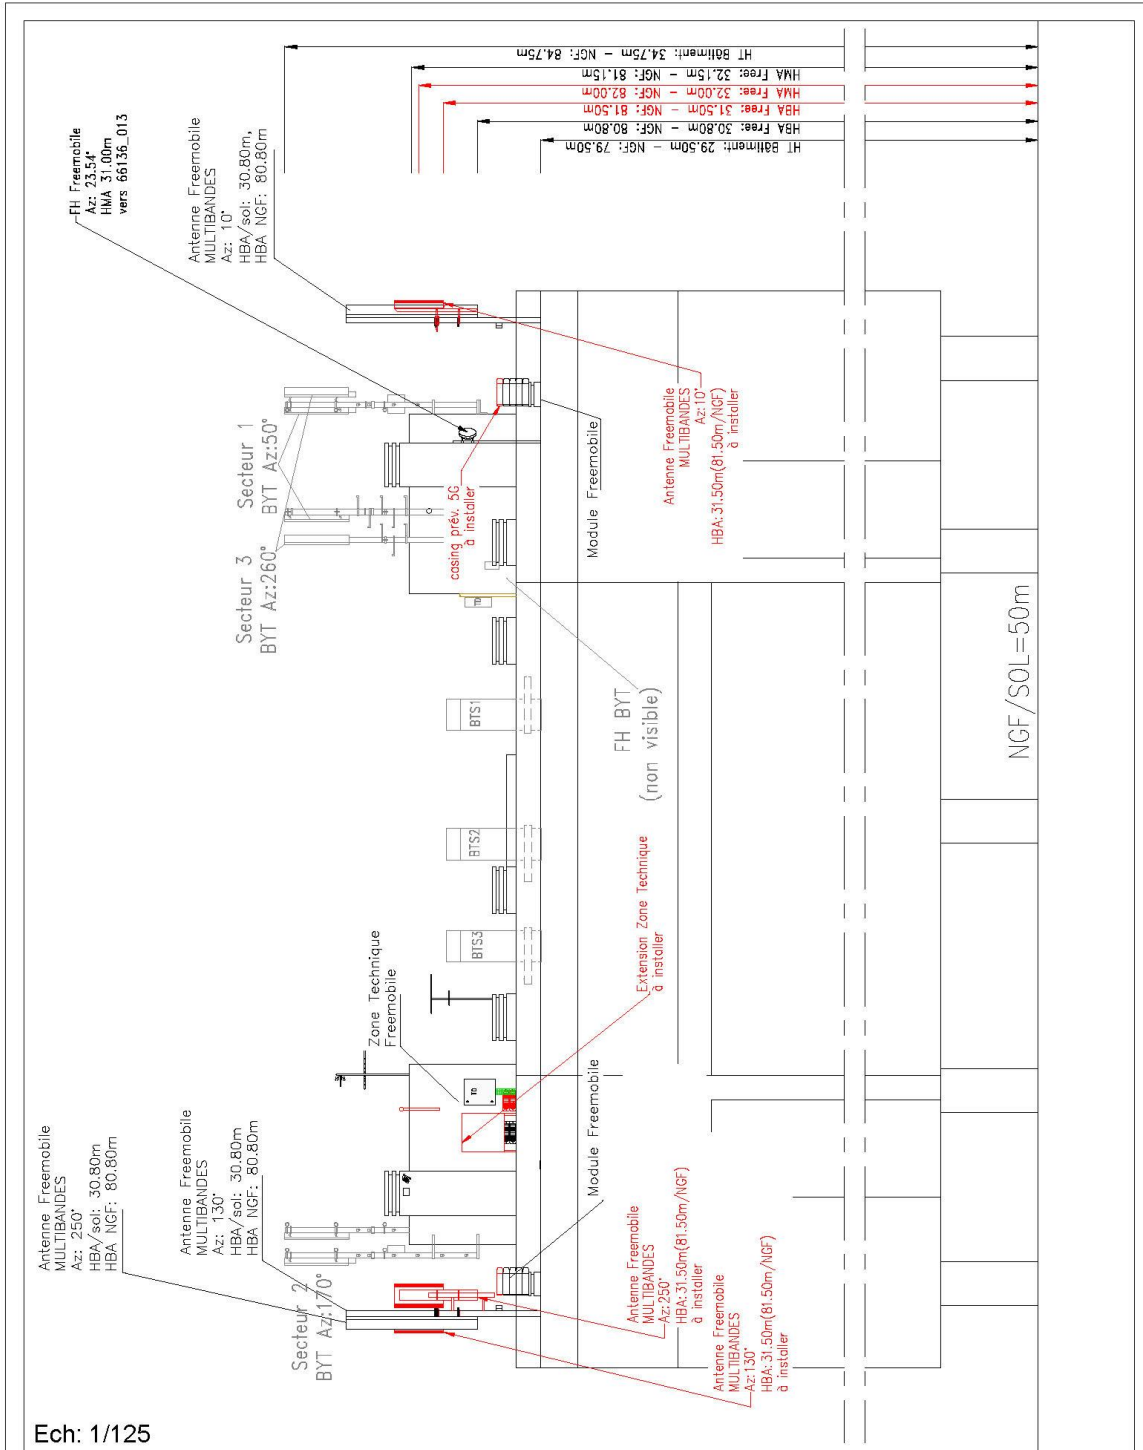 HT Bâtiment: 34.75m – NGF: 84.75m
HMA Free: 32.15m – NGF: 81.15m
HMA Free: 32.00m – NGF: 82.00m
HBA Free: 31.50m – NGF: 81.50m
HBA Free: 30.80m – NGF: 80.80m
HT Bâtiment: 29.50m – NGF: 79.50m
FH Freemobile
Az: 23.54°
HMA 31.00m
vers 66136_013
Antenne Freemobile
MULTIBANDES
Az: 10°
HBA/sol: 30.80m,
HBA NGF: 80.80m
Secteur 1
BYT Az:50°
Secteur 3
BYT Az:260°
casing prév. 5G
à installer
Module Freemobile
Antenne Freemobile
MULTIBANDES
Az:10°
HBA:31.50m(81.50m/NGF)
à installer
TD
FH BYT
(non visible)
BTS1
BTS2
BTS3
NGF/SOL=50m
Extension Zone Technique
à installer
Zone Technique
Freemobile
TD
Module Freemobile
Antenne Freemobile
MULTIBANDES
Az: 250°
HBA/sol: 30.80m
HBA NGF: 80.80m
Antenne Freemobile
MULTIBANDES
Az: 130°
HBA/sol: 30.80m
HBA NGF: 80.80m
Secteur 2
BYT Az:170°
Antenne Freemobile
MULTIBANDES
Az:250°
HBA: 31.50m(81.50m/NGF)
à installer
Antenne Freemobile
MULTIBANDES
Az:130°
HBA:31.50m(81.50m/NGF)
à installer
Ech: 1/125